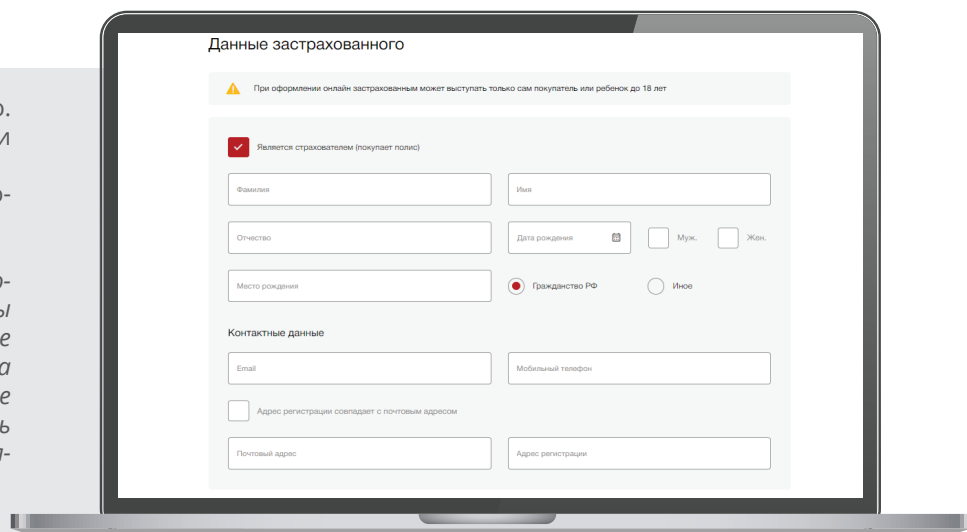 Данные застрахованного
При оформлении онлайн застрахованным может выступать только сам покупатель или ребенок до 18 лет
Является страхователем (покупает полис)
Фамилия
Имя
Отчество
Дата рождения
Муж.
Жен.
Место рождения
Гражданство РФ
Иное
Контактные данные
Email
Мобильный телефон
Адрес регистрации совпадает с почтовым адресом
Почтовый адрес
Адрес регистрации